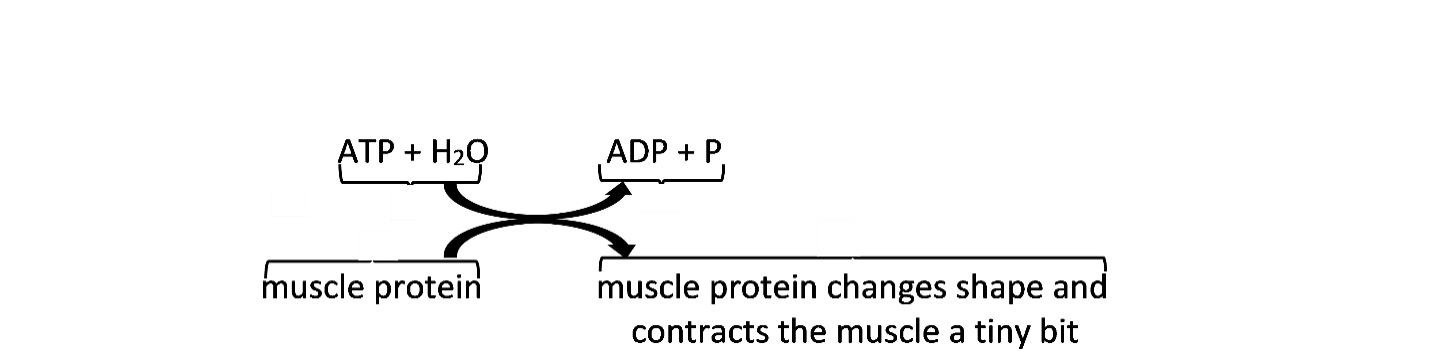 ATP + H₂O
ADP + P
muscle protein
muscle protein changes shape and
contracts the muscle a tiny bit